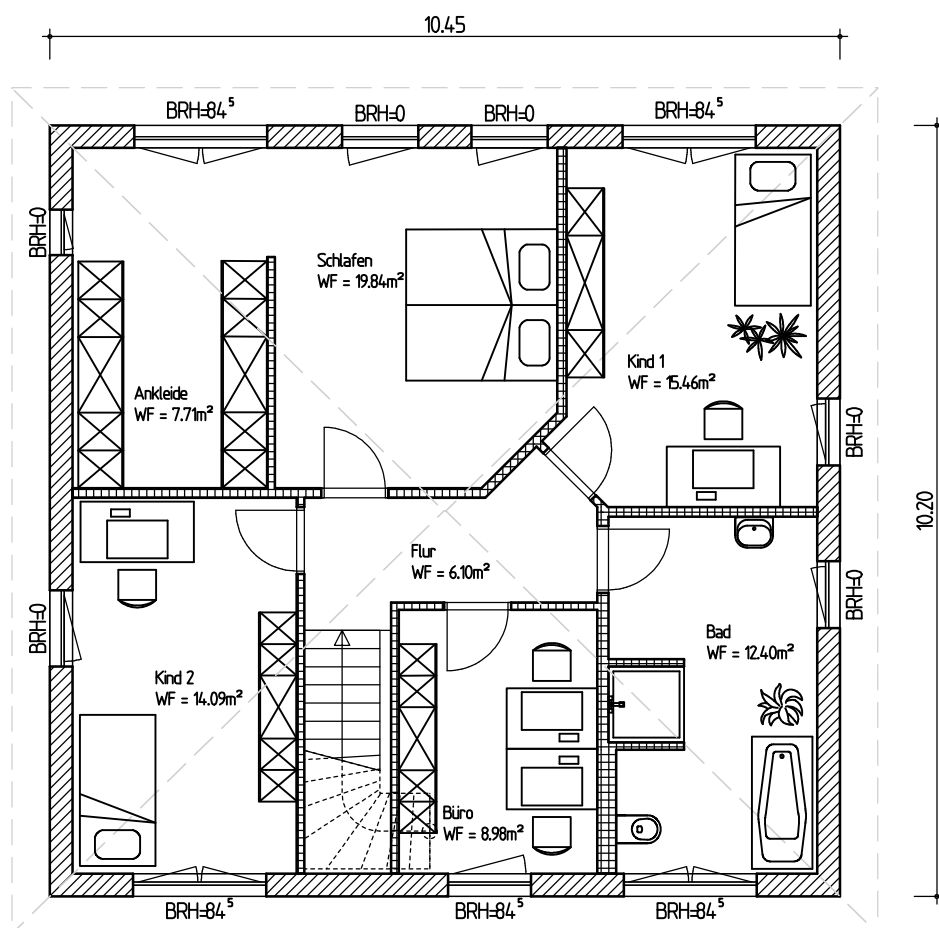 10.45
BRH=84⁵
BRH=0
BRH=0
BRH=84⁵
BRH=0
Schlafen
WF = 19.84m²
Kind 1
WF = 15.46m²
Ankleide
WF = 7.71m²
BRH=0
10.20
Flur
WF = 6.10m²
BRH=0
BRH=0
Bad
WF = 12.40m²
Kind 2
WF = 14.09m²
Büro
WF = 8.98m²
BRH=84⁵
BRH=84⁵
BRH=84⁵